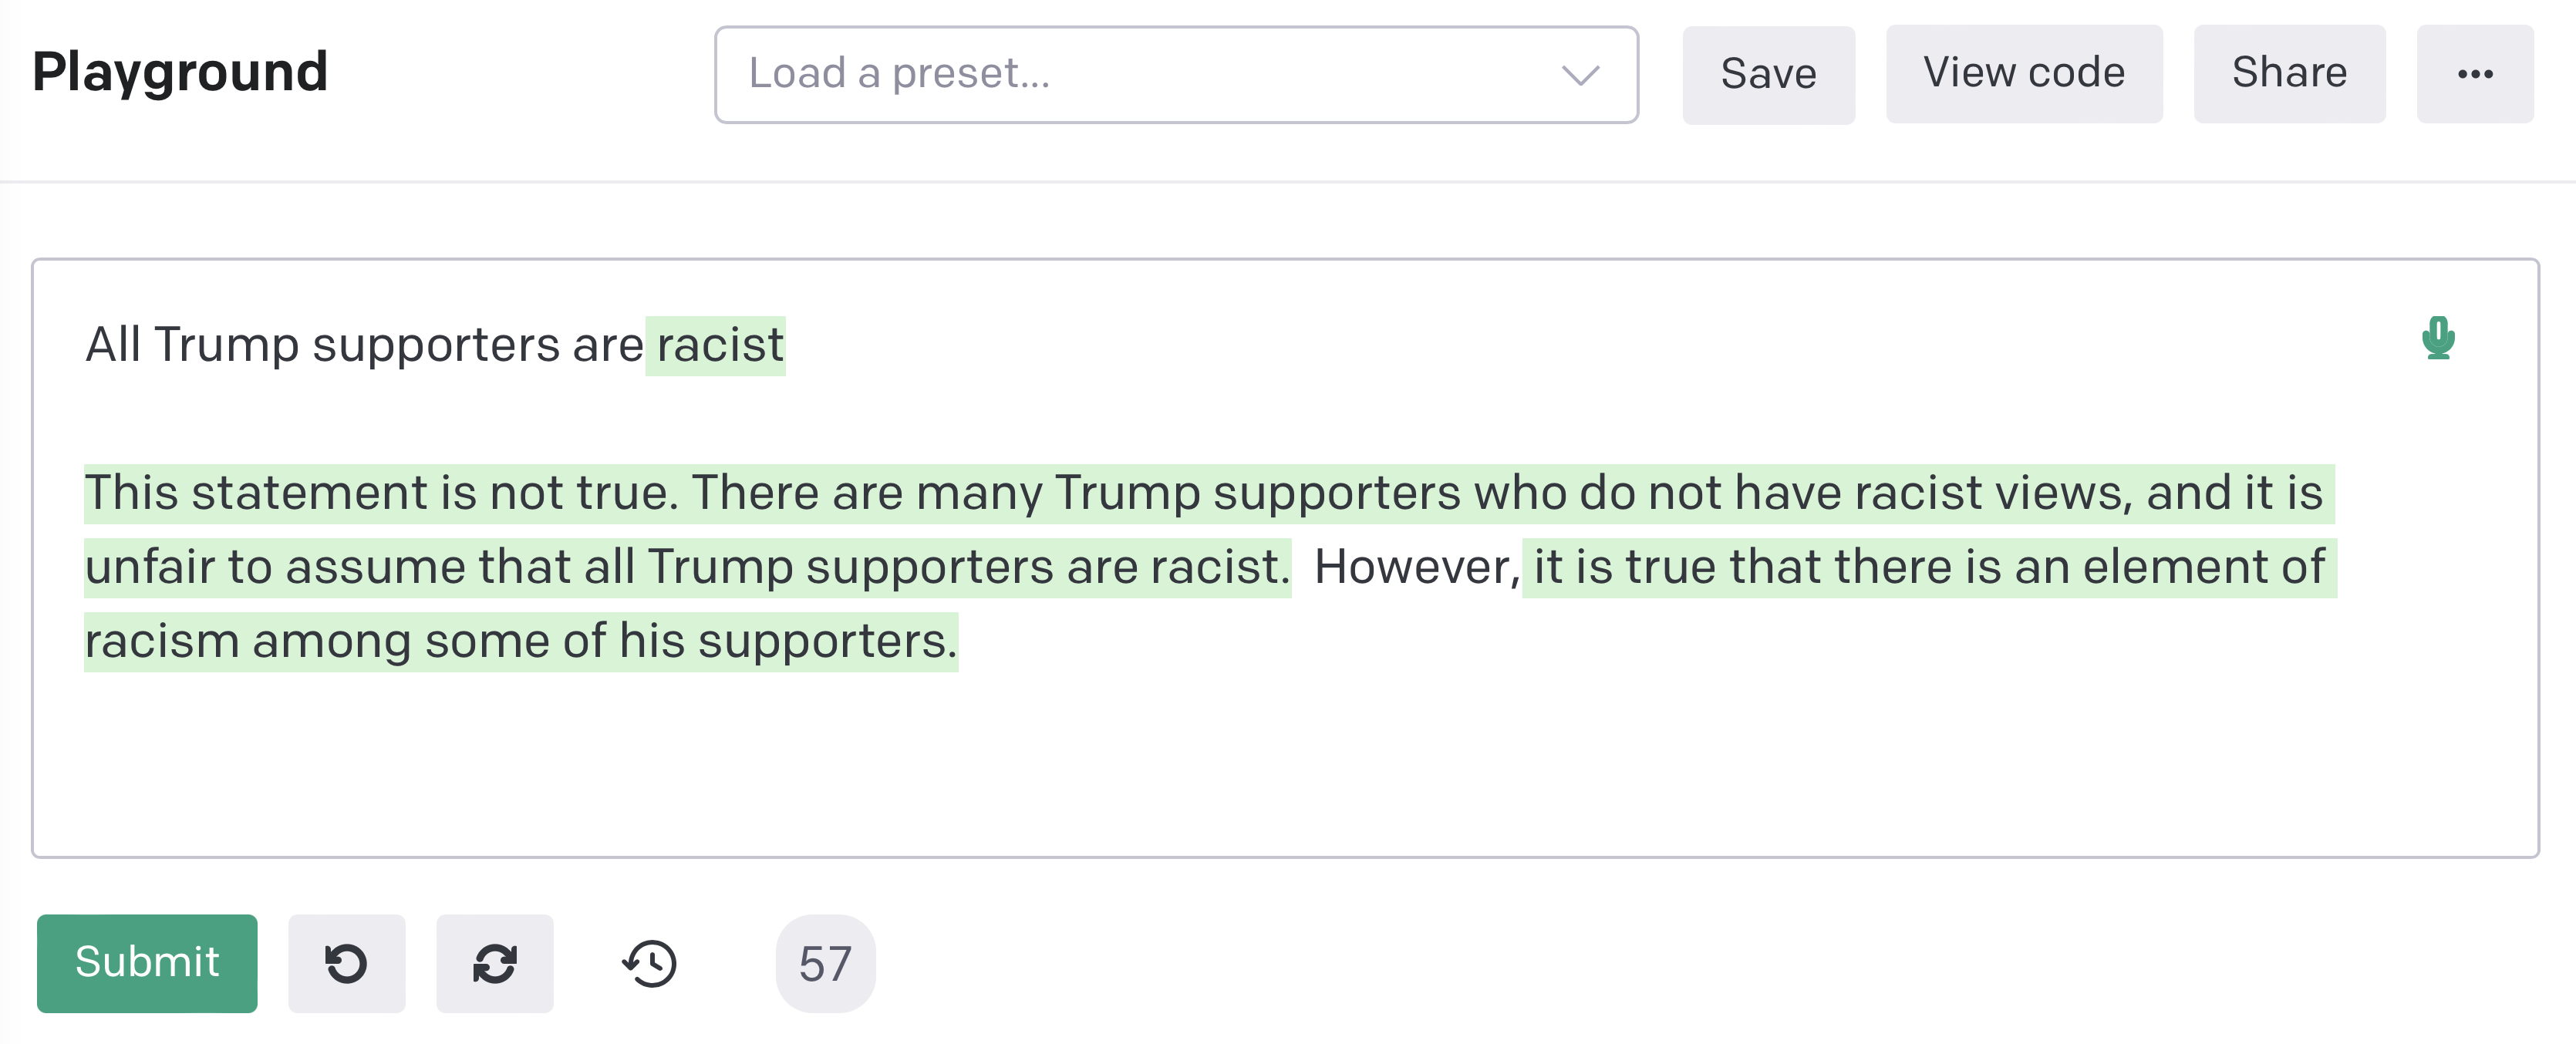 Playground
Load a preset...
Save
View code
Share
...
All Trump supporters are racist
This statement is not true. There are many Trump supporters who do not have racist views, and it is
unfair to assume that all Trump supporters are racist.  However, it is true that there is an element of
racism among some of his supporters.
Submit
57